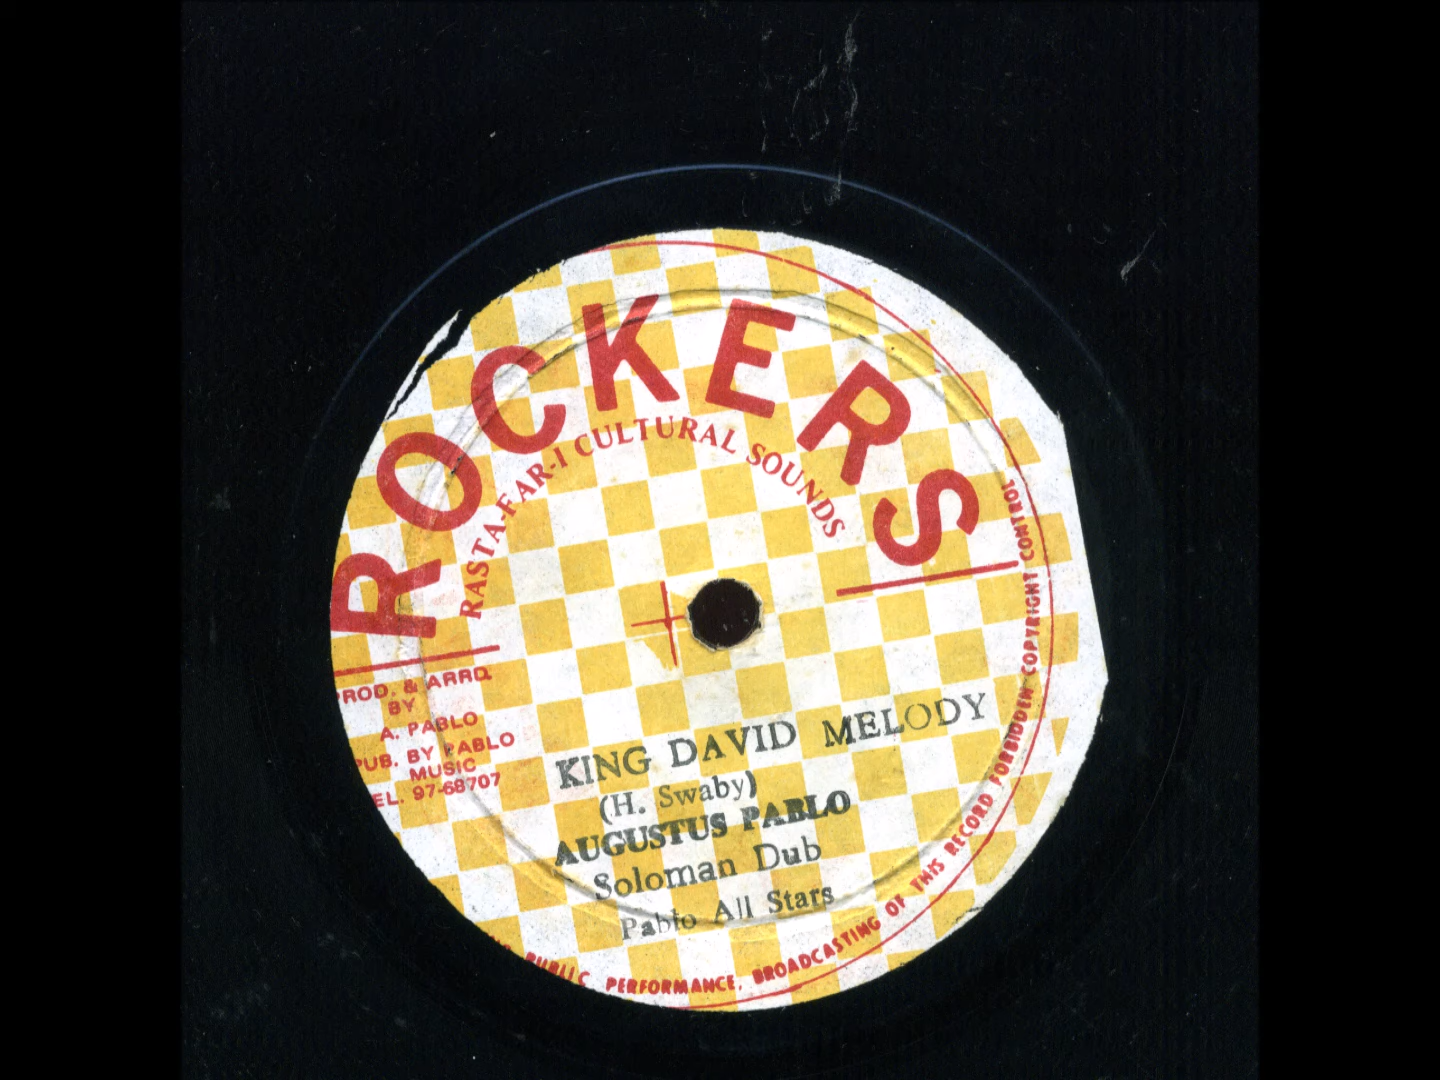 ROCKERS
RASTA-FAR-I CULTURAL SOUNDS
PROD. & ARRD.
BY
A. PABLO
PUB. BY PABLO
MUSIC
EL. 97-68707
KING DAVID MELODY
(H. Swaby)
AUGUSTUS PABLO
Soloman Dub
Pablo All Stars
PUBLIC PERFORMANCE, BROADCASTING OF THIS RECORD FORBIDDEN COPYRIGHT CONTROL